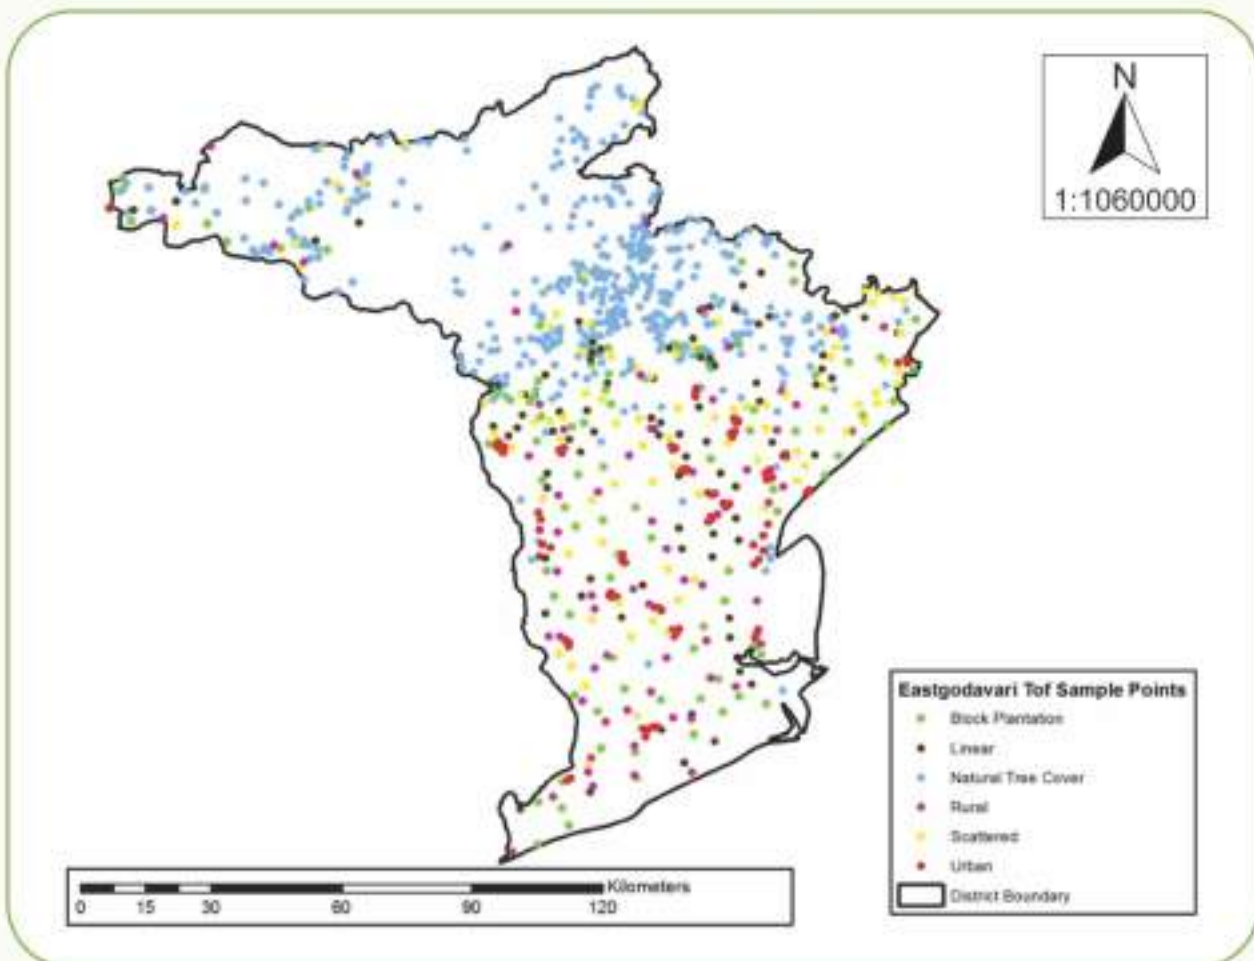 N
1:1060000
Eastgodavari Tof Sample Points
Block Plantation
Linear
Natural Tree Cover
Rural
Scattered
Urban
District Boundary
Kilometers
0 15 30 60 90 120